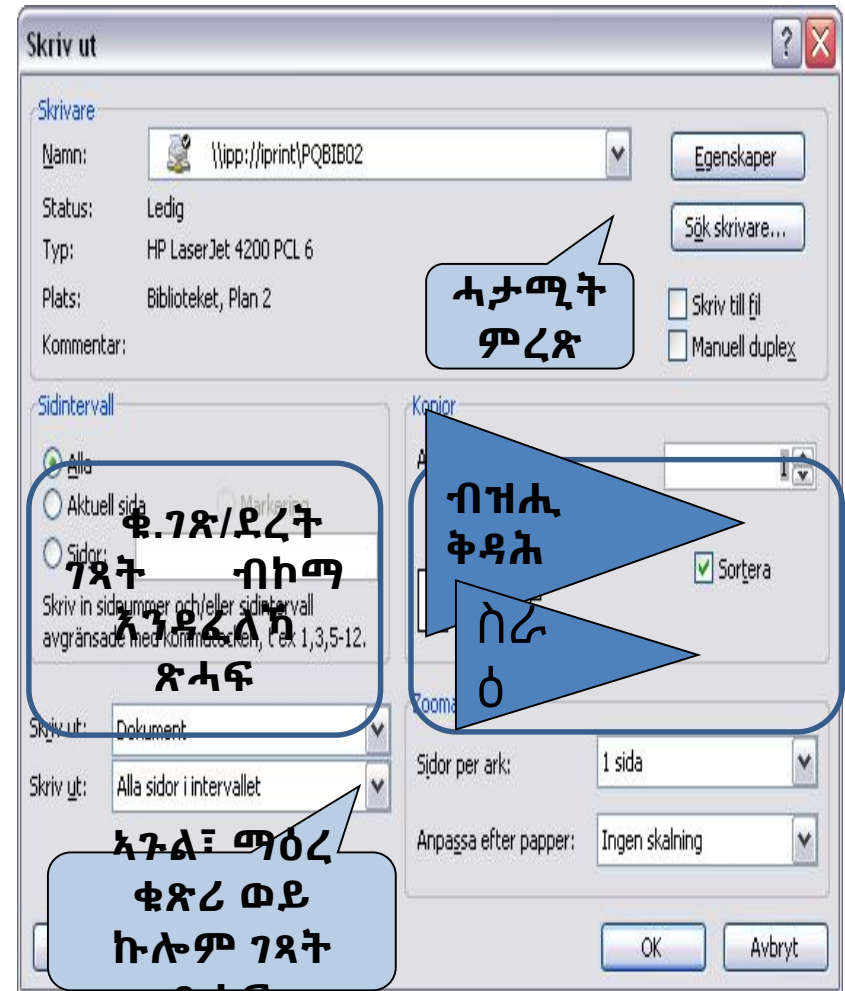 Skriv ut
Skrivare
Namn: \\ipp://iprint\PQBIB02 Egenskaper
Status: Ledig
Sök skrivare...
Typ: HP LaserJet 4200 PCL 6
Plats: Biblioteket, Plan 2
Skriv till fil
Kommentar:
Manuell duplex
ሓታሚት
ምረጽ
Sidintervall
Kopior
Alla
1
Aktuell sida Markering
Sidor:
Skriv in sidnummer och/eller sidintervall
avgränsade med kommatecken, t ex 1,3,5-12.
ቁ.ገጽ/ደረት
ገጻት ብኮማ
እንዳፈለኻ
ጽሓፍ
ብዝሒ
ቅዳሕ
Sortera
ስራ
ዕ
Skriv ut: Dokument
Skriv ut: Alla sidor i intervallet
Sidor per ark: 1 sida
Anpassa efter papper: Ingen skalning
ኣጉል፣ ማዕረ
ቁጽሪ ወይ
ኩሎም ገጻት
OK Avbryt